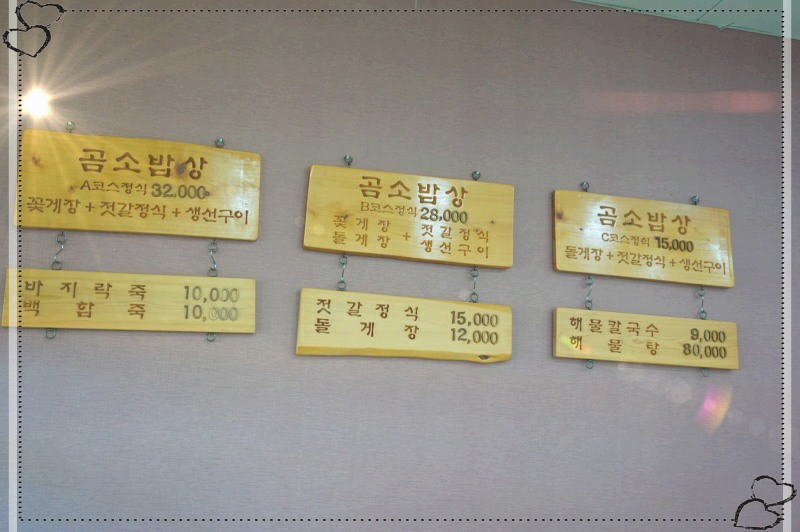 곰소밥상
A코스정식 32,000
꽃게장 + 젓갈정식 + 생선구이
바지락죽 10,000
백합죽 10,000
곰소밥상
B코스정식 28,000
꽃게장 + 젓갈정식
돌게장 생선구이
젓갈정식 15,000
돌게장 12,000
곰소밥상
C코스정식 15,000
돌게장 + 젓갈정식 + 생선구이
해물칼국수 9,000
해물탕 80,000